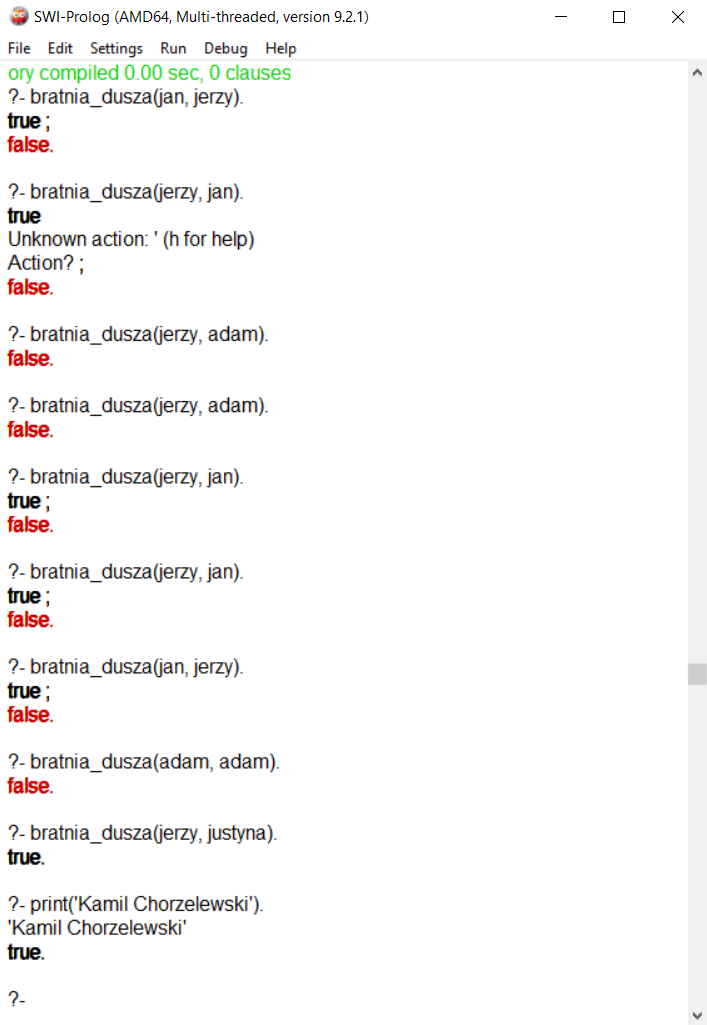 SWI-Prolog (AMD64, Multi-threaded, version 9.2.1)
File Edit Settings Run Debug Help
ory compiled 0.00 sec, 0 clauses
?- bratnia_dusza(jan, jerzy).
true ;
false.
?- bratnia_dusza(jerzy, jan).
true
Unknown action: ' (h for help)
Action? ;
false.
?- bratnia_dusza(jerzy, adam).
false.
?- bratnia_dusza(jerzy, adam).
false.
?- bratnia_dusza(jerzy, jan).
true ;
false.
?- bratnia_dusza(jerzy, jan).
true ;
false.
?- bratnia_dusza(jan, jerzy).
true ;
false.
?- bratnia_dusza(adam, adam).
false.
?- bratnia_dusza(jerzy, justyna).
true.
?- print('Kamil Chorzelewski').
'Kamil Chorzelewski'
true.
?-